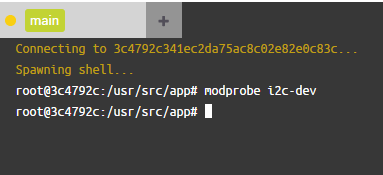 main
+
Connecting to 3c4792c341ec2da75ac8c02e82e0c83c...
Spawning shell...
root@3c4792c:/usr/src/app# modprobe i2c-dev
root@3c4792c:/usr/src/app#